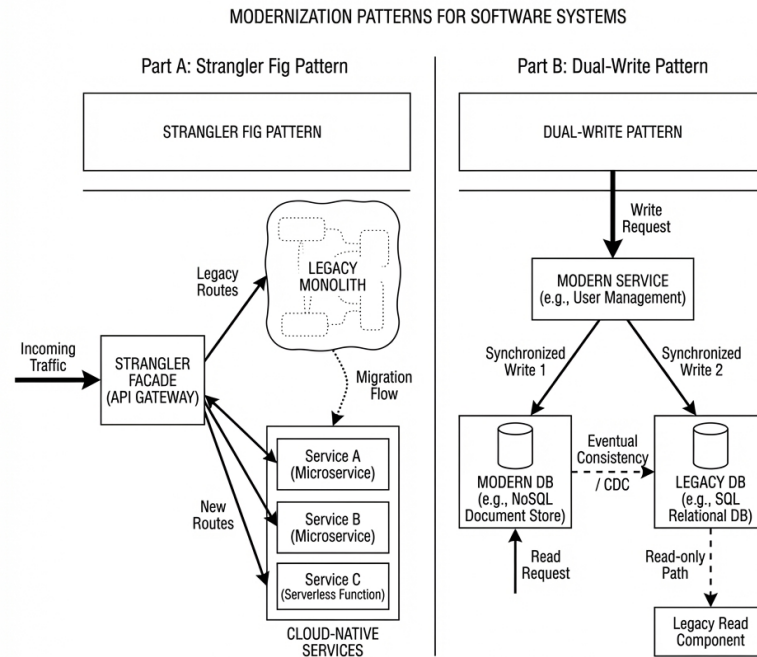 MODERNIZATION PATTERNS FOR SOFTWARE SYSTEMS
Part A: Strangler Fig Pattern
STRANGLER FIG PATTERN
LEGACY
MONOLITH
Legacy
Routes
Incoming
Traffic
STRANGLER
FACADE
(API GATEWAY)
Migration
Flow
Service A
(Microservice)
Service B
(Microservice)
New
Routes
Service C
(Serverless Function)
CLOUD-NATIVE
SERVICES
Part B: Dual-Write Pattern
DUAL-WRITE PATTERN
Write
Request
MODERN SERVICE
(e.g., User Management)
Synchronized
Write 1
Synchronized
Write 2
MODERN DB
(e.g., NoSQL
Document Store)
Eventual
Consistency
/ CDC
LEGACY DB
(e.g., SQL
Relational DB)
Read
Request
Read-only
Path
Legacy Read
Component